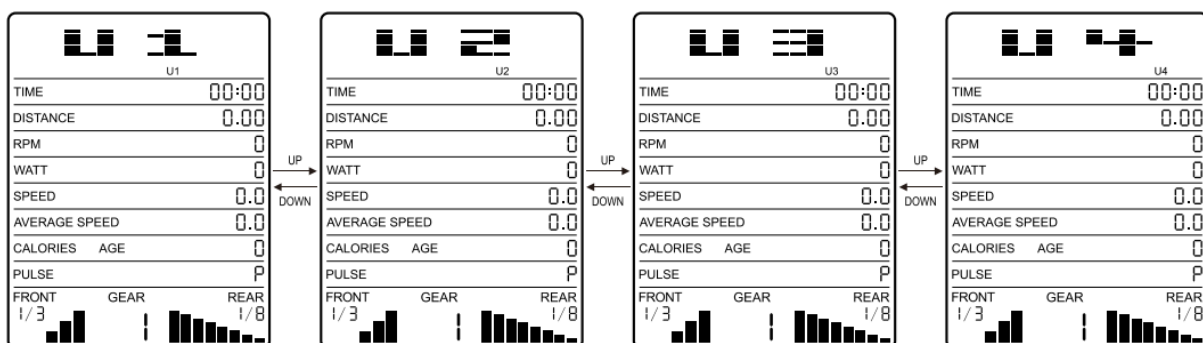 U 1
U1
TIME 00:00
DISTANCE 0.00
RPM 0
WATT 0
SPEED 0.0
AVERAGE SPEED 0.0
CALORIES AGE 0
PULSE P
FRONT GEAR REAR
1/3 1 1/8
UP
DOWN
U 2
U2
TIME 00:00
DISTANCE 0.00
RPM 0
WATT 0
SPEED 0.0
AVERAGE SPEED 0.0
CALORIES AGE 0
PULSE P
FRONT GEAR REAR
1/3 1 1/8
UP
DOWN
U 3
U3
TIME 00:00
DISTANCE 0.00
RPM 0
WATT 0
SPEED 0.0
AVERAGE SPEED 0.0
CALORIES AGE 0
PULSE P
FRONT GEAR REAR
1/3 1 1/8
UP
DOWN
U 4
U4
TIME 00:00
DISTANCE 0.00
RPM 0
WATT 0
SPEED 0.0
AVERAGE SPEED 0.0
CALORIES AGE 0
PULSE P
FRONT GEAR REAR
1/3 1 1/8